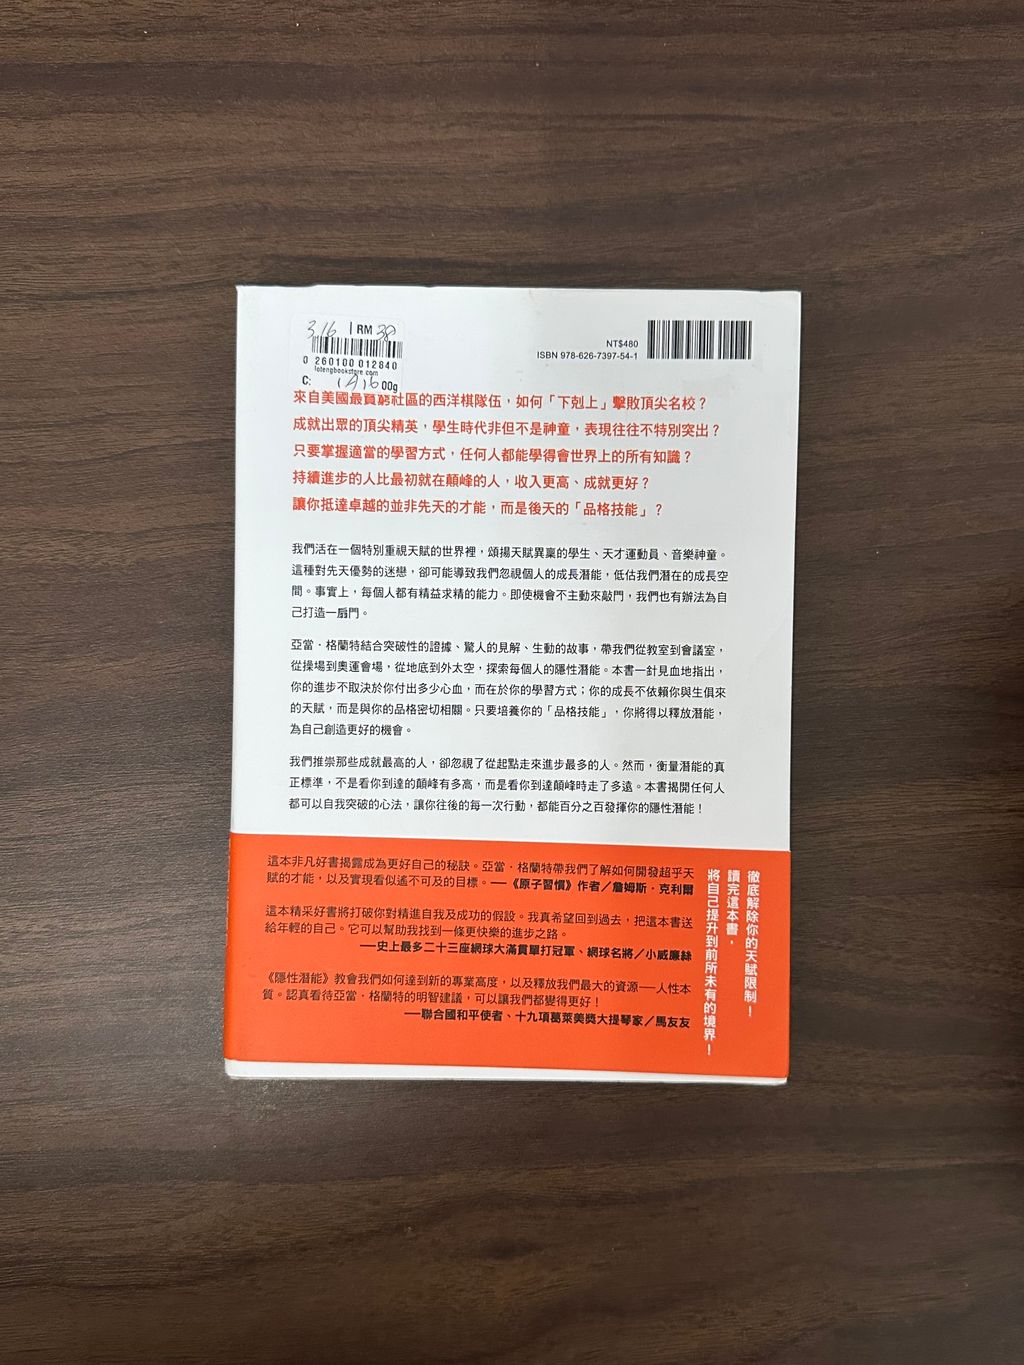 316 RM 38
0 260100 012840
lotengbookstore.com
C: 00g
NT$480
ISBN 978-626-7397-54-1
來自美國最貧窮社區的西洋棋隊伍，如何「下剋上」擊敗頂尖名校？
成就出眾的頂尖精英，學生時代非但不是神童，表現往往不特別突出？
只要掌握適當的學習方式，任何人都能學得會世界上的所有知識？
持續進步的人比最初就在顛峰的人，收入更高、成就更好？
讓你抵達卓越的並非先天的才能，而是後天的「品格技能」？
我們活在一個特別重視天賦的世界裡，頌揚天賦異稟的學生、天才運動員、音樂神童。
這種對先天優勢的迷戀，卻可能導致我們忽視個人的成長潛能，低估我們潛在的成長空
間。事實上，每個人都有精益求精的能力。即使機會不主動來敲門，我們也有辦法為自
己打造一扇門。
亞當．格蘭特結合突破性的證據、驚人的見解、生動的故事，帶我們從教室到會議室，
從操場到奧運會場，從地底到外太空，探索每個人的隱性潛能。本書一針見血地指出，
你的進步不取決於你付出多少心血，而在於你的學習方式；你的成長不依賴你與生俱來
的天賦，而是與你的品格密切相關。只要培養你的「品格技能」，你將得以釋放潛能，
為自己創造更好的機會。
我們推崇那些成就最高的人，卻忽視了從起點走來進步最多的人。然而，衡量潛能的真
正標準，不是看你到達的顛峰有多高，而是看你到達顛峰時走了多遠。本書揭開任何人
都可以自我突破的心法，讓你往後的每一次行動，都能百分之百發揮你的隱性潛能！
徹底解除你的天賦限制！
讀完這本書，
將自己提升到前所未有的境界！
這本非凡好書揭露成為更好自己的秘訣。亞當．格蘭特帶我們了解如何開發超乎天
賦的才能，以及實現看似遙不可及的目標。──《原子習慣》作者／詹姆斯．克利爾
這本精采好書將打破你對精進自我及成功的假設。我真希望回到過去，把這本書送
給年輕的自己。它可以幫助我找到一條更快樂的進步之路。
──史上最多二十三座網球大滿貫單打冠軍、網球名將／小威廉絲
《隱性潛能》教會我們如何達到新的專業高度，以及釋放我們最大的資源──人性本
質。認真看待亞當．格蘭特的明智建議，可以讓我們都變得更好！
──聯合國和平使者、十九項葛萊美獎大提琴家／馬友友